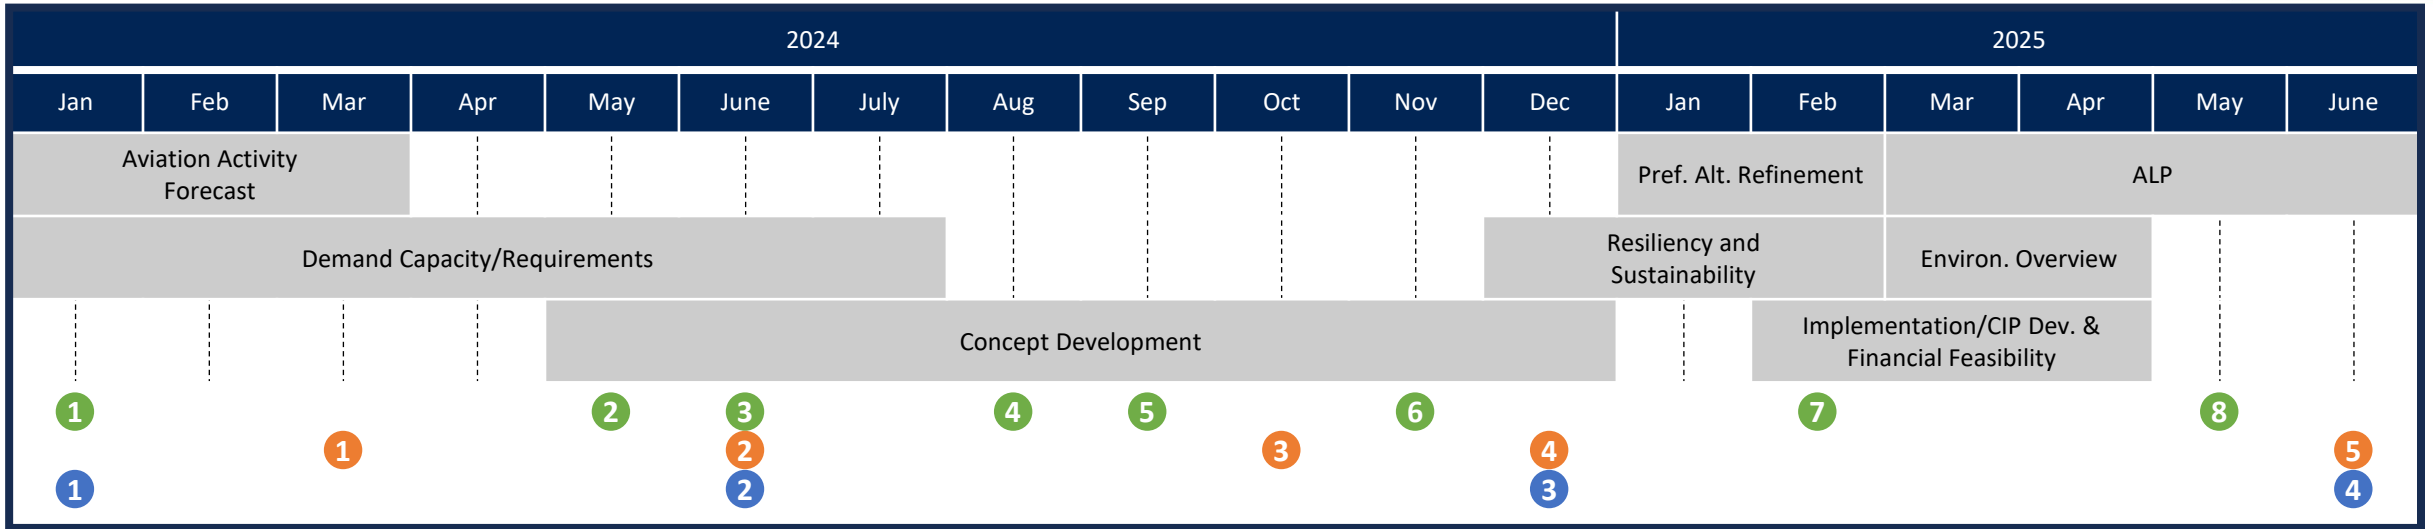 2024 2025
Jan Feb Mar Apr May June July Aug Sep Oct Nov Dec Jan Feb Mar Apr May June
Aviation Activity
Forecast
Pref. Alt. Refinement
ALP
Demand Capacity/Requirements
Resiliency and
Sustainability
Environ. Overview
Concept Development
Implementation/CIP Dev. &
Financial Feasibility
1 2 3 4 5 6 7 8
1 2 3 4 5
1 2 3 4